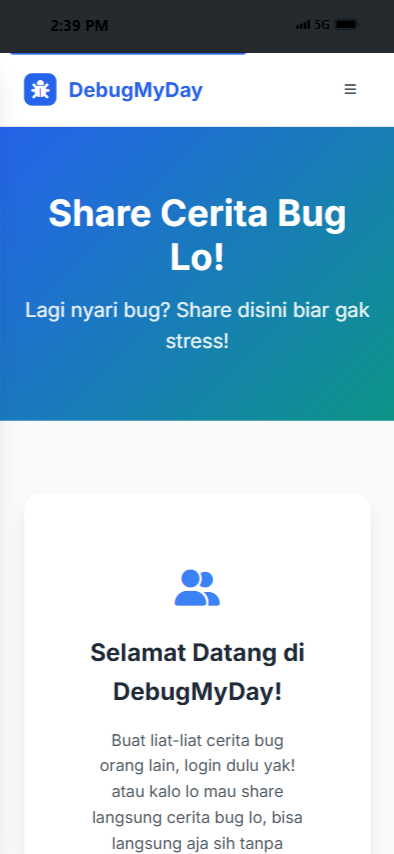 2:39 PM 5G
DebugMyDay
Share Cerita Bug
Lo!
Lagi nyari bug? Share disini biar gak
stress!
Selamat Datang di
DebugMyDay!
Buat liat-liat cerita bug
orang lain, login dulu yak!
atau kalo lo mau share
langsung cerita bug lo, bisa
langsung aja sih tanpa